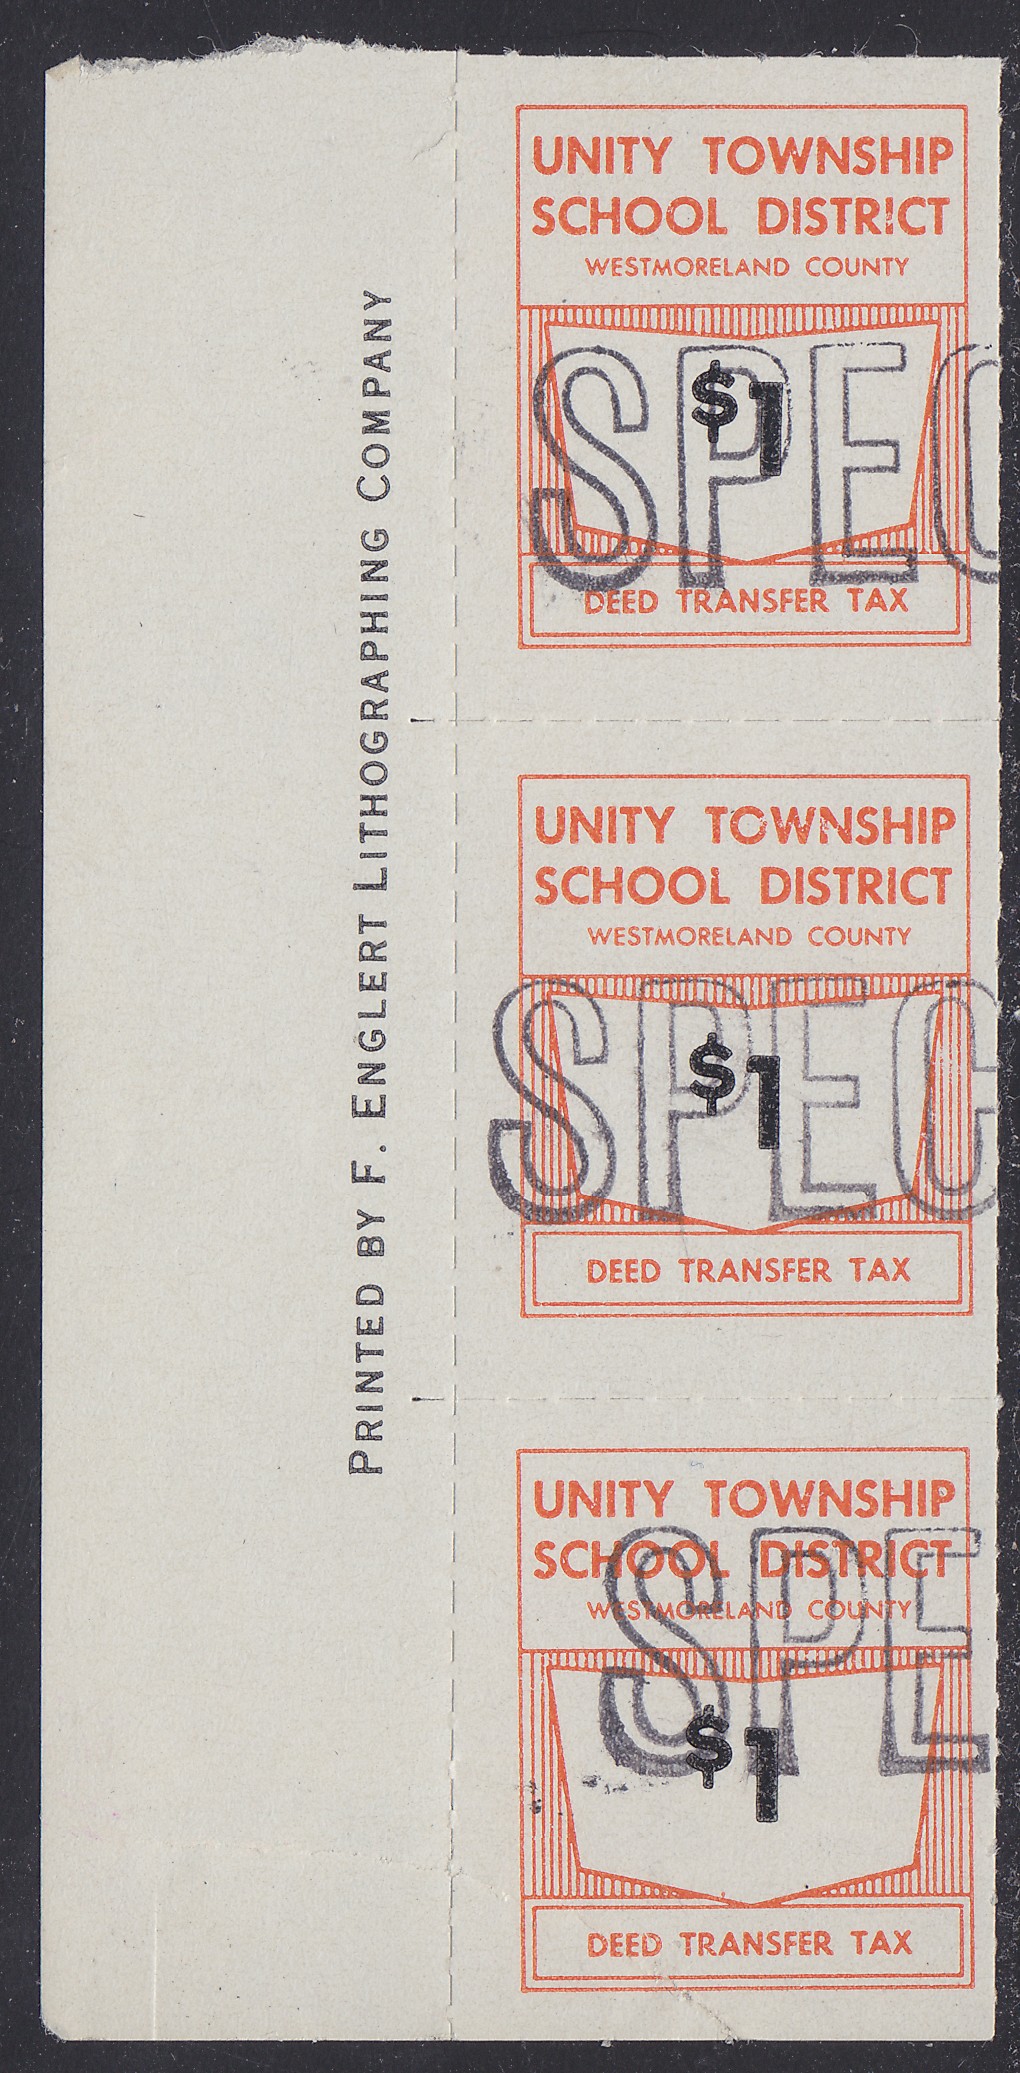 PRINTED BY F. ENGLERT LITHOGRAPHING COMPANY
UNITY TOWNSHIP
SCHOOL DISTRICT
WESTMORELAND COUNTY
SPEC
$1
DEED TRANSFER TAX
UNITY TOWNSHIP
SCHOOL DISTRICT
WESTMORELAND COUNTY
SPEC
$1
DEED TRANSFER TAX
UNITY TOWNSHIP
SCHOOL DISTRICT
WESTMORELAND COUNTY
SPE
$1
DEED TRANSFER TAX